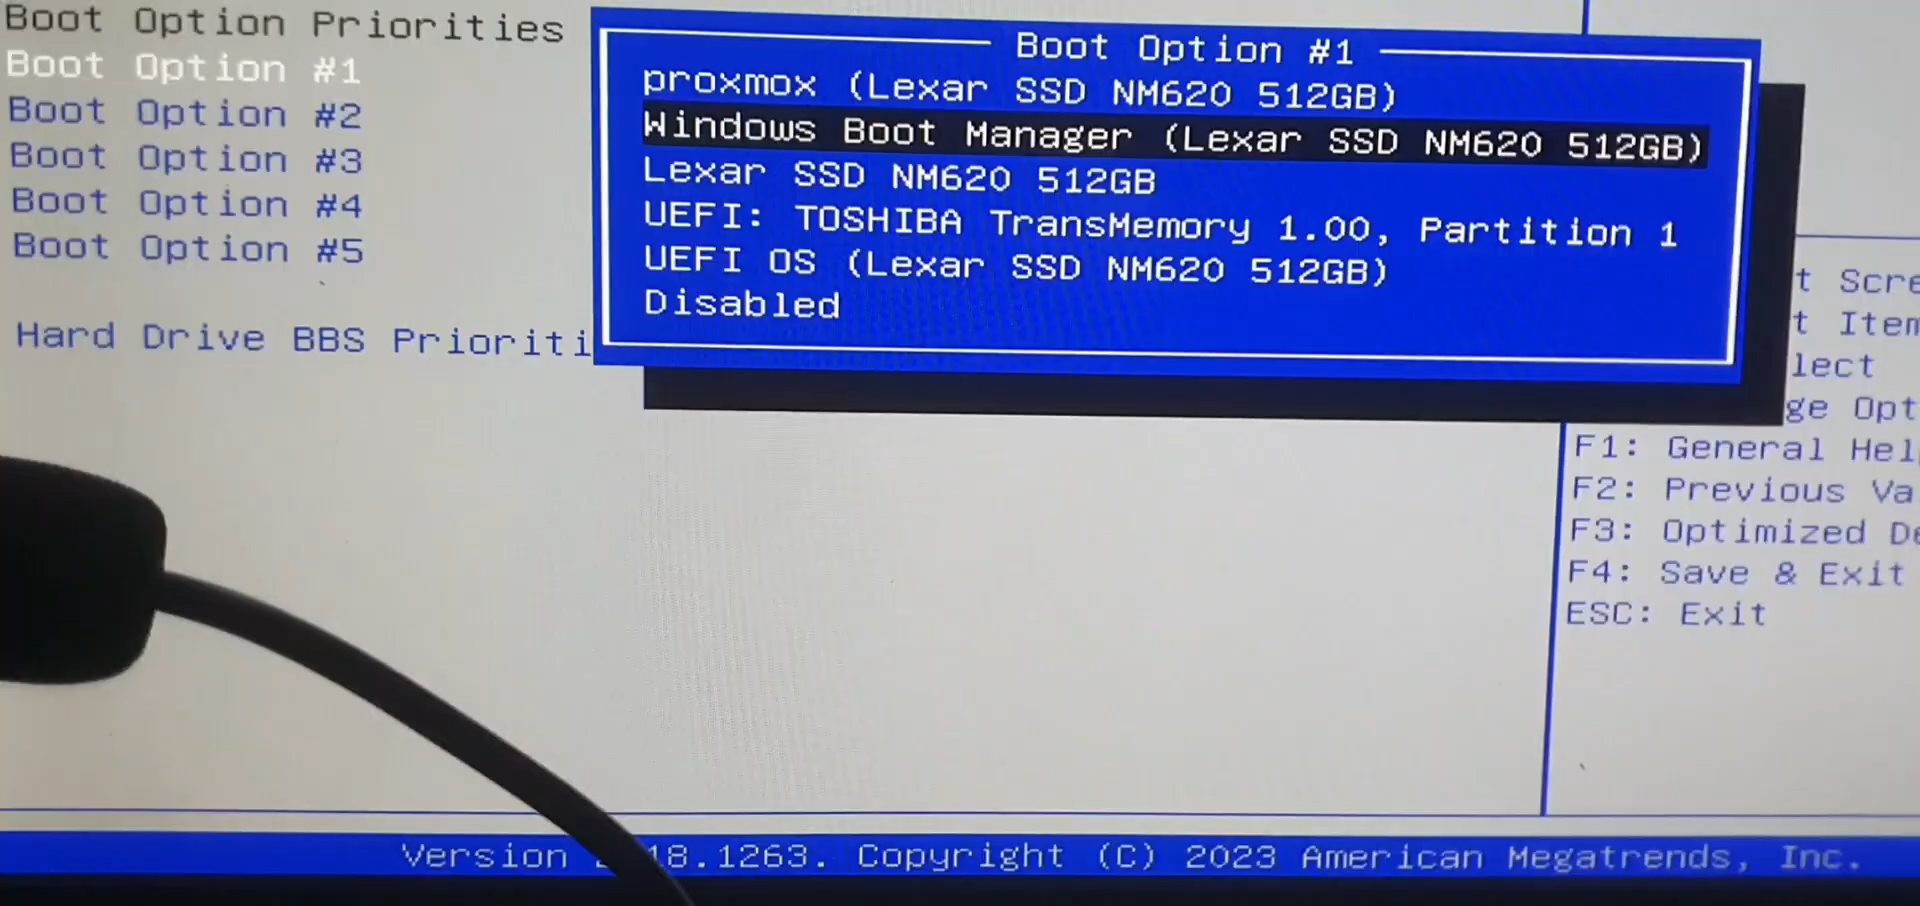 Boot Option Priorities
Boot Option #1
Boot Option #2
Boot Option #3
Boot Option #4
Boot Option #5
Hard Drive BBS Prioriti
Boot Option #1
proxmox (Lexar SSD NM620 512GB)
Windows Boot Manager (Lexar SSD NM620 512GB)
Lexar SSD NM620 512GB
UEFI: TOSHIBA TransMemory 1.00, Partition 1
UEFI OS (Lexar SSD NM620 512GB)
Disabled
t Scre
t Item
lect
ge Opt
F1: General Hel
F2: Previous Va
F3: Optimized De
F4: Save & Exit
ESC: Exit
Version 18.1263. Copyright (C) 2023 American Megatrends, Inc.